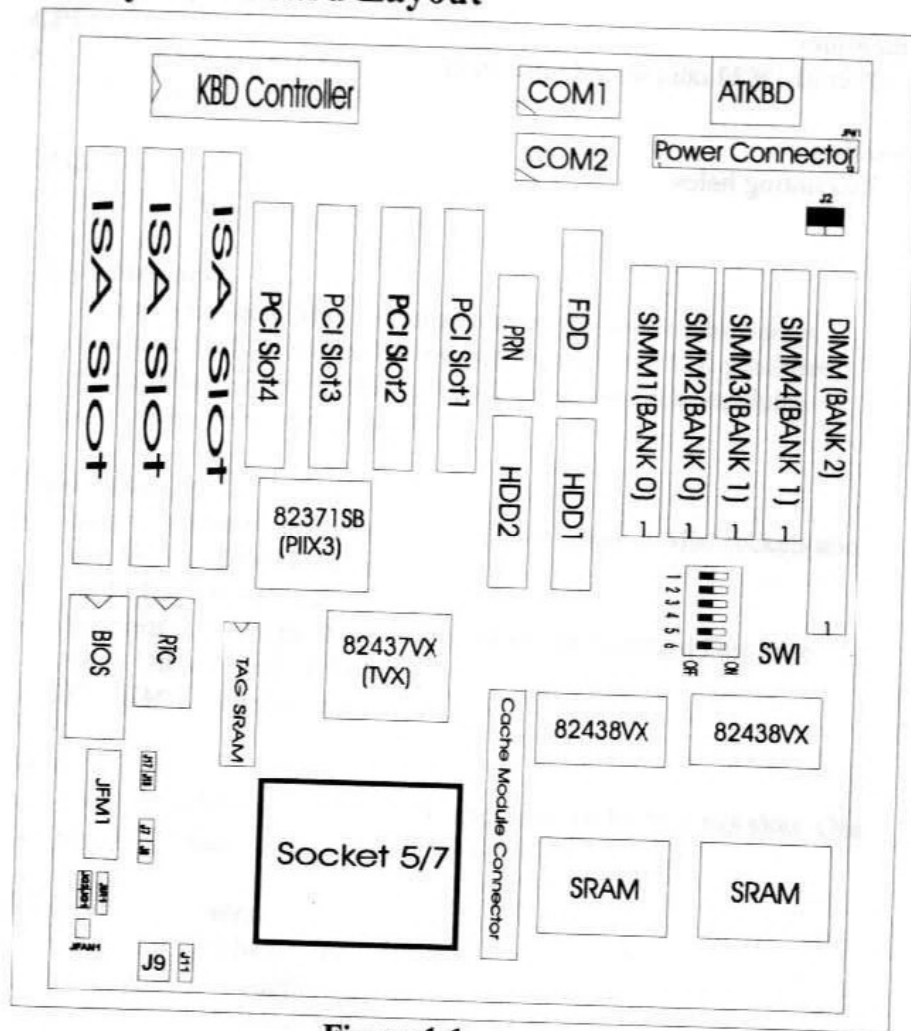 Layout
KBD Controller
COM1
ATKBD
COM2
Power Connector
J2
ISA SlOt
ISA SlOt
ISA SlOt
PCI Slot4
PCI Slot3
PCI Slot2
PCI Slot1
PRN
FDD
SIMM1(BANK 0)
SIMM2(BANK 0)
SIMM3(BANK 1)
SIMM4(BANK 1)
DIMM (BANK 2)
HDD2
HDD1
1
1
1
1
1
82371SB
(PIIX3)
1 2 3 4 5 6
OFF
ON
SW1
BIOS
RTC
TAG SRAM
82437VX
(TVX)
Cache Module Connector
82438VX
82438VX
JFM1
J7
J8
Socket 5/7
SRAM
SRAM
JFAN1
J9
J11